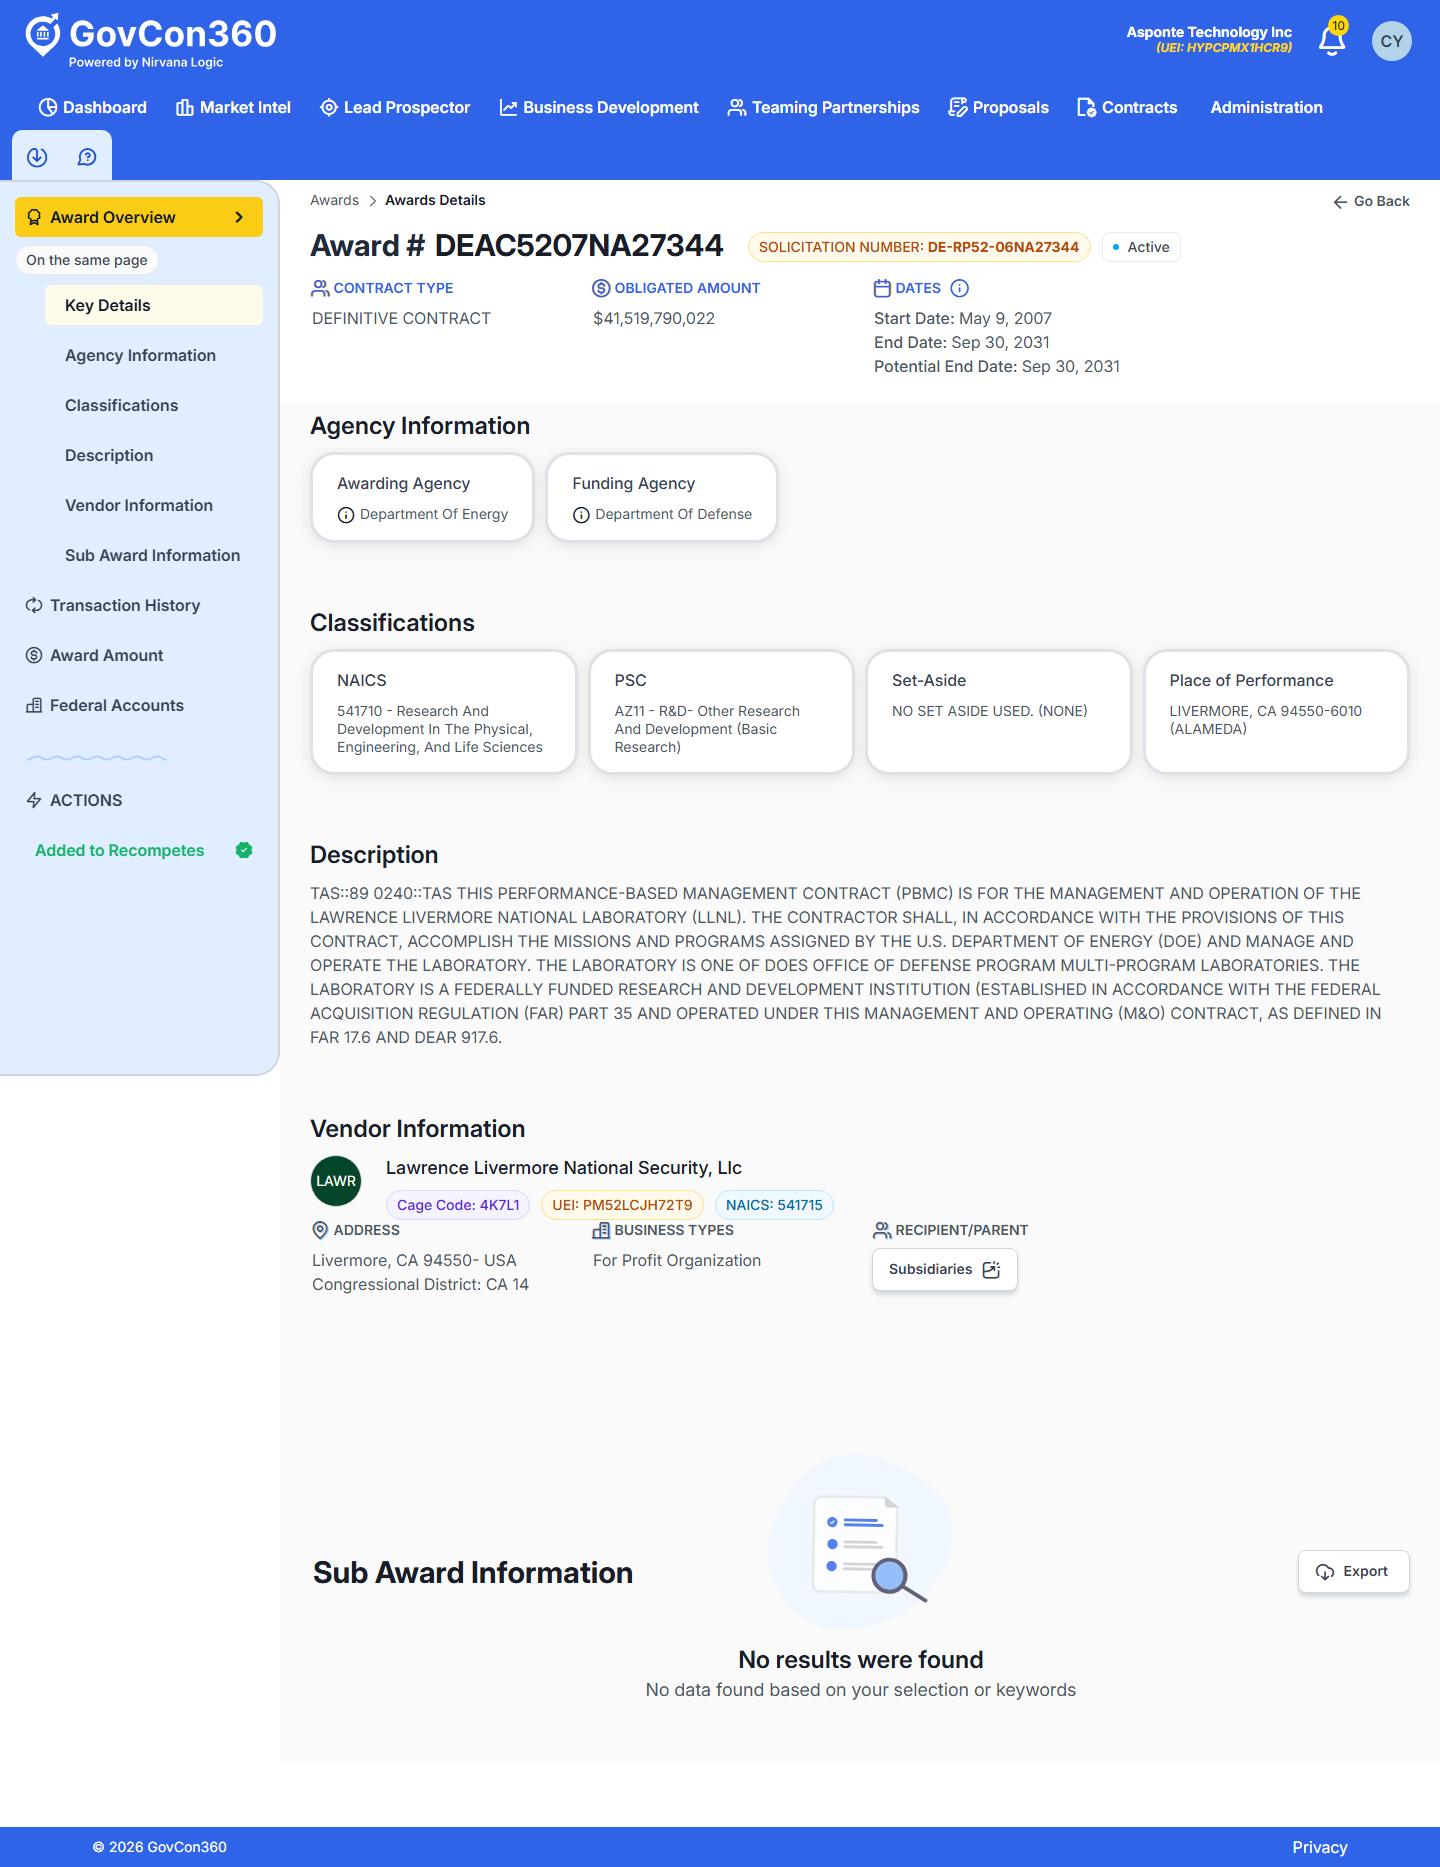 GovCon360
Powered by Nirvana Logic
Asponte Technology Inc
(UEI: HYPCPMX1HCR9)
10
CY
Dashboard
Market Intel
Lead Prospector
Business Development
Teaming Partnerships
Proposals
Contracts
Administration
Award Overview
On the same page
Key Details
Agency Information
Classifications
Description
Vendor Information
Sub Award Information
Transaction History
Award Amount
Federal Accounts
ACTIONS
Added to Recompetes
Awards > Awards Details
Go Back
Award # DEAC5207NA27344
SOLICITATION NUMBER: DE-RP52-06NA27344
Active
CONTRACT TYPE
DEFINITIVE CONTRACT
OBLIGATED AMOUNT
$41,519,790,022
DATES
Start Date: May 9, 2007
End Date: Sep 30, 2031
Potential End Date: Sep 30, 2031
Agency Information
Awarding Agency
Department Of Energy
Funding Agency
Department Of Defense
Classifications
NAICS
541710 - Research And
Development In The Physical,
Engineering, And Life Sciences
PSC
AZ11 - R&D- Other Research
And Development (Basic
Research)
Set-Aside
NO SET ASIDE USED. (NONE)
Place of Performance
LIVERMORE, CA 94550-6010
(ALAMEDA)
Description
TAS::89 0240::TAS THIS PERFORMANCE-BASED MANAGEMENT CONTRACT (PBMC) IS FOR THE MANAGEMENT AND OPERATION OF THE
LAWRENCE LIVERMORE NATIONAL LABORATORY (LLNL). THE CONTRACTOR SHALL, IN ACCORDANCE WITH THE PROVISIONS OF THIS
CONTRACT, ACCOMPLISH THE MISSIONS AND PROGRAMS ASSIGNED BY THE U.S. DEPARTMENT OF ENERGY (DOE) AND MANAGE AND
OPERATE THE LABORATORY. THE LABORATORY IS ONE OF DOES OFFICE OF DEFENSE PROGRAM MULTI-PROGRAM LABORATORIES. THE
LABORATORY IS A FEDERALLY FUNDED RESEARCH AND DEVELOPMENT INSTITUTION (ESTABLISHED IN ACCORDANCE WITH THE FEDERAL
ACQUISITION REGULATION (FAR) PART 35 AND OPERATED UNDER THIS MANAGEMENT AND OPERATING (M&O) CONTRACT, AS DEFINED IN
FAR 17.6 AND DEAR 917.6.
Vendor Information
LAWR
Lawrence Livermore National Security, Llc
Cage Code: 4K7L1
UEI: PM52LCJH72T9
NAICS: 541715
ADDRESS
Livermore, CA 94550- USA
Congressional District: CA 14
BUSINESS TYPES
For Profit Organization
RECIPIENT/PARENT
Subsidiaries
Sub Award Information
Export
No results were found
No data found based on your selection or keywords
© 2026 GovCon360
Privacy